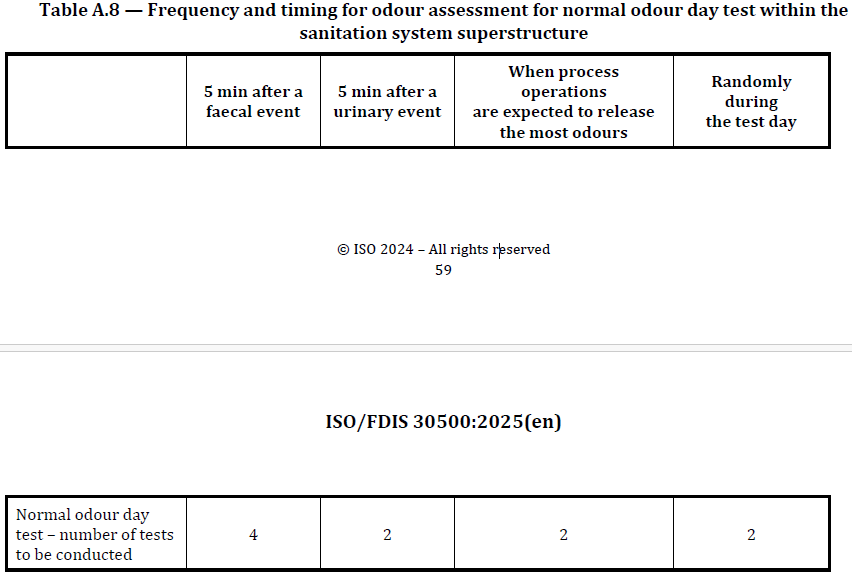 Table A.8 — Frequency and timing for odour assessment for normal odour day test within the
sanitation system superstructure
5 min after a
faecal event
5 min after a
urinary event
When process
operations
are expected to release
the most odours
Randomly
during
the test day
© ISO 2024 – All rights reserved
59
ISO/FDIS 30500:2025(en)
Normal odour day
test – number of tests
to be conducted
4
2
2
2